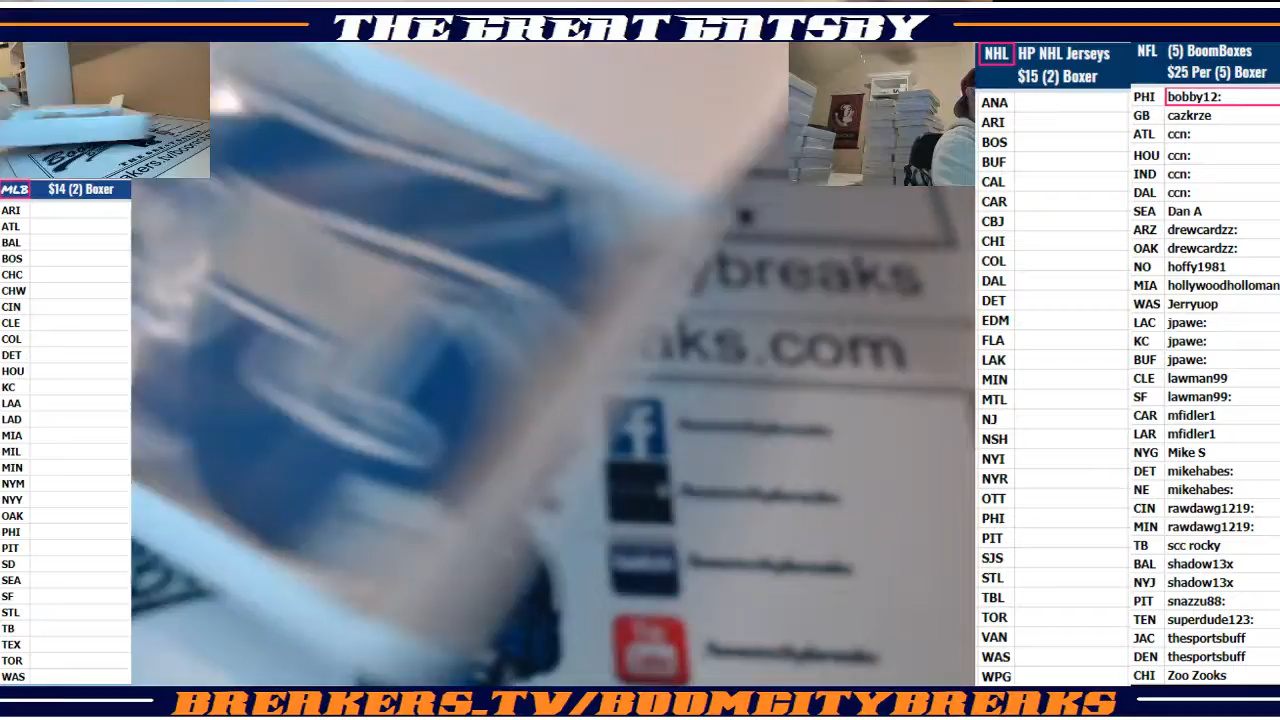 THE GREAT GATSBY
MLB $14 (2) Boxer
ARI
ATL
BAL
BOS
CHC
CHW
CIN
CLE
COL
DET
HOU
KC
LAA
LAD
MIA
MIL
MIN
NYM
NYY
OAK
PHI
PIT
SD
SEA
SF
STL
TB
TEX
TOR
WAS
ybreaks
aks.com
f
NHL HP NHL Jerseys
$15 (2) Boxer
ANA
ARI
BOS
BUF
CAL
CAR
CBJ
CHI
COL
DAL
DET
EDM
FLA
LAK
MIN
MTL
NJ
NSH
NYI
NYR
OTT
PHI
PIT
SJS
STL
TBL
TOR
VAN
WAS
WPG
NFL (5) BoomBoxes
$25 Per (5) Boxer
PHI bobby12:
GB cazkrze
ATL ccn:
HOU ccn:
IND ccn:
DAL ccn:
SEA Dan A
ARZ drewcardzz:
OAK drewcardzz:
NO hoffy1981
MIA hollywoodholloman
WAS Jerryuop
LAC jpawe:
KC jpawe:
BUF jpawe:
CLE lawman99
SF lawman99:
CAR mfidler1
LAR mfidler1
NYG Mike S
DET mikehabes:
NE mikehabes:
CIN rawdawg1219:
MIN rawdawg1219:
TB scc rocky
BAL shadow13x
NYJ shadow13x
PIT snazzu88:
TEN superdude123:
JAC thesportsbuff
DEN thesportsbuff
CHI Zoo Zooks
BREAKERS.TV/BOOMCITYBREAKS